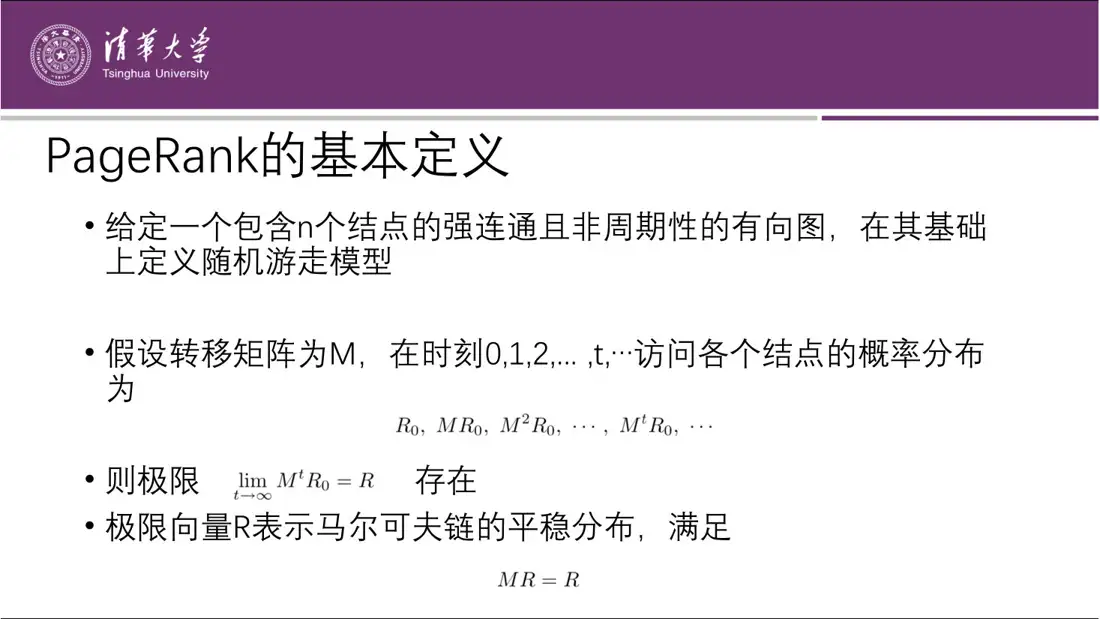 清华大学
Tsinghua University
PageRank的基本定义
• 给定一个包含n个结点的强连通且非周期性的有向图，在其基础
上定义随机游走模型
• 假设转移矩阵为M，在时刻0,1,2,... ,t,…访问各个结点的概率分布
为
R₀, MR₀, M²R₀, ⋯ , MᵗR₀, ⋯
• 则极限 lim t→∞ MᵗR₀ = R 存在
• 极限向量R表示马尔可夫链的平稳分布，满足
MR = R